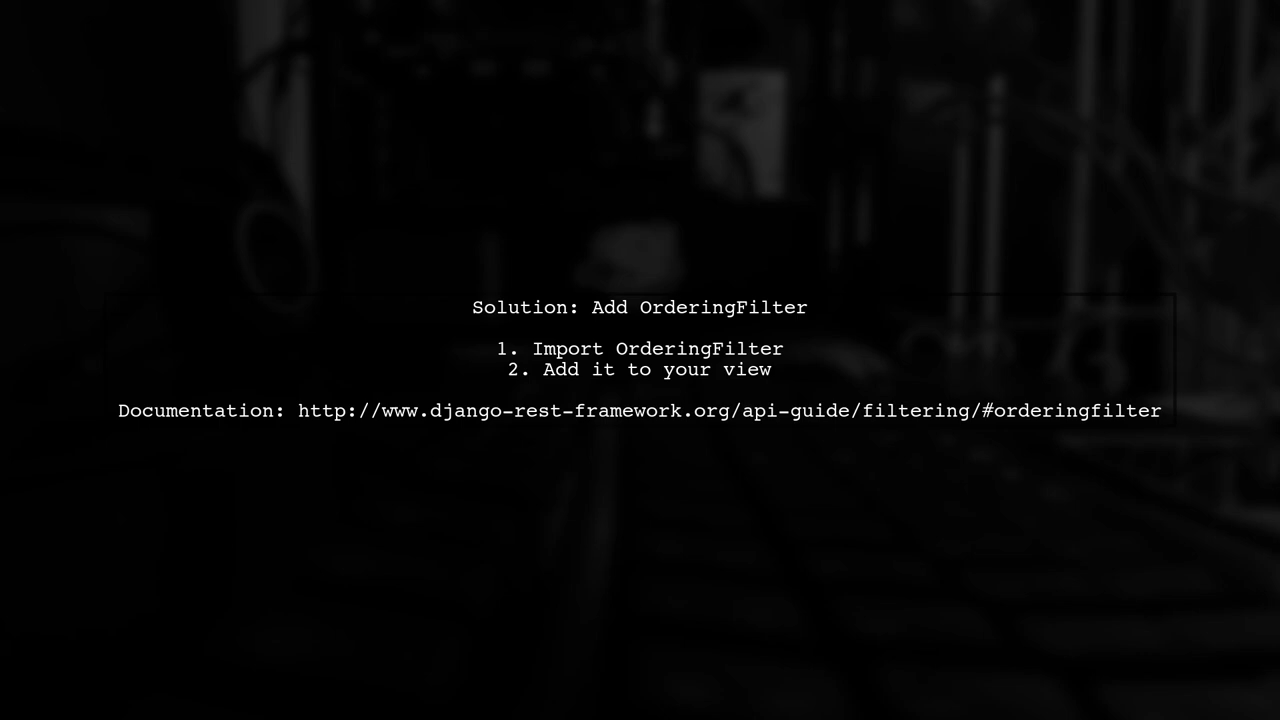 Solution: Add OrderingFilter
1. Import OrderingFilter
2. Add it to your view
Documentation: http://www.django-rest-framework.org/api-guide/filtering/#orderingfilter